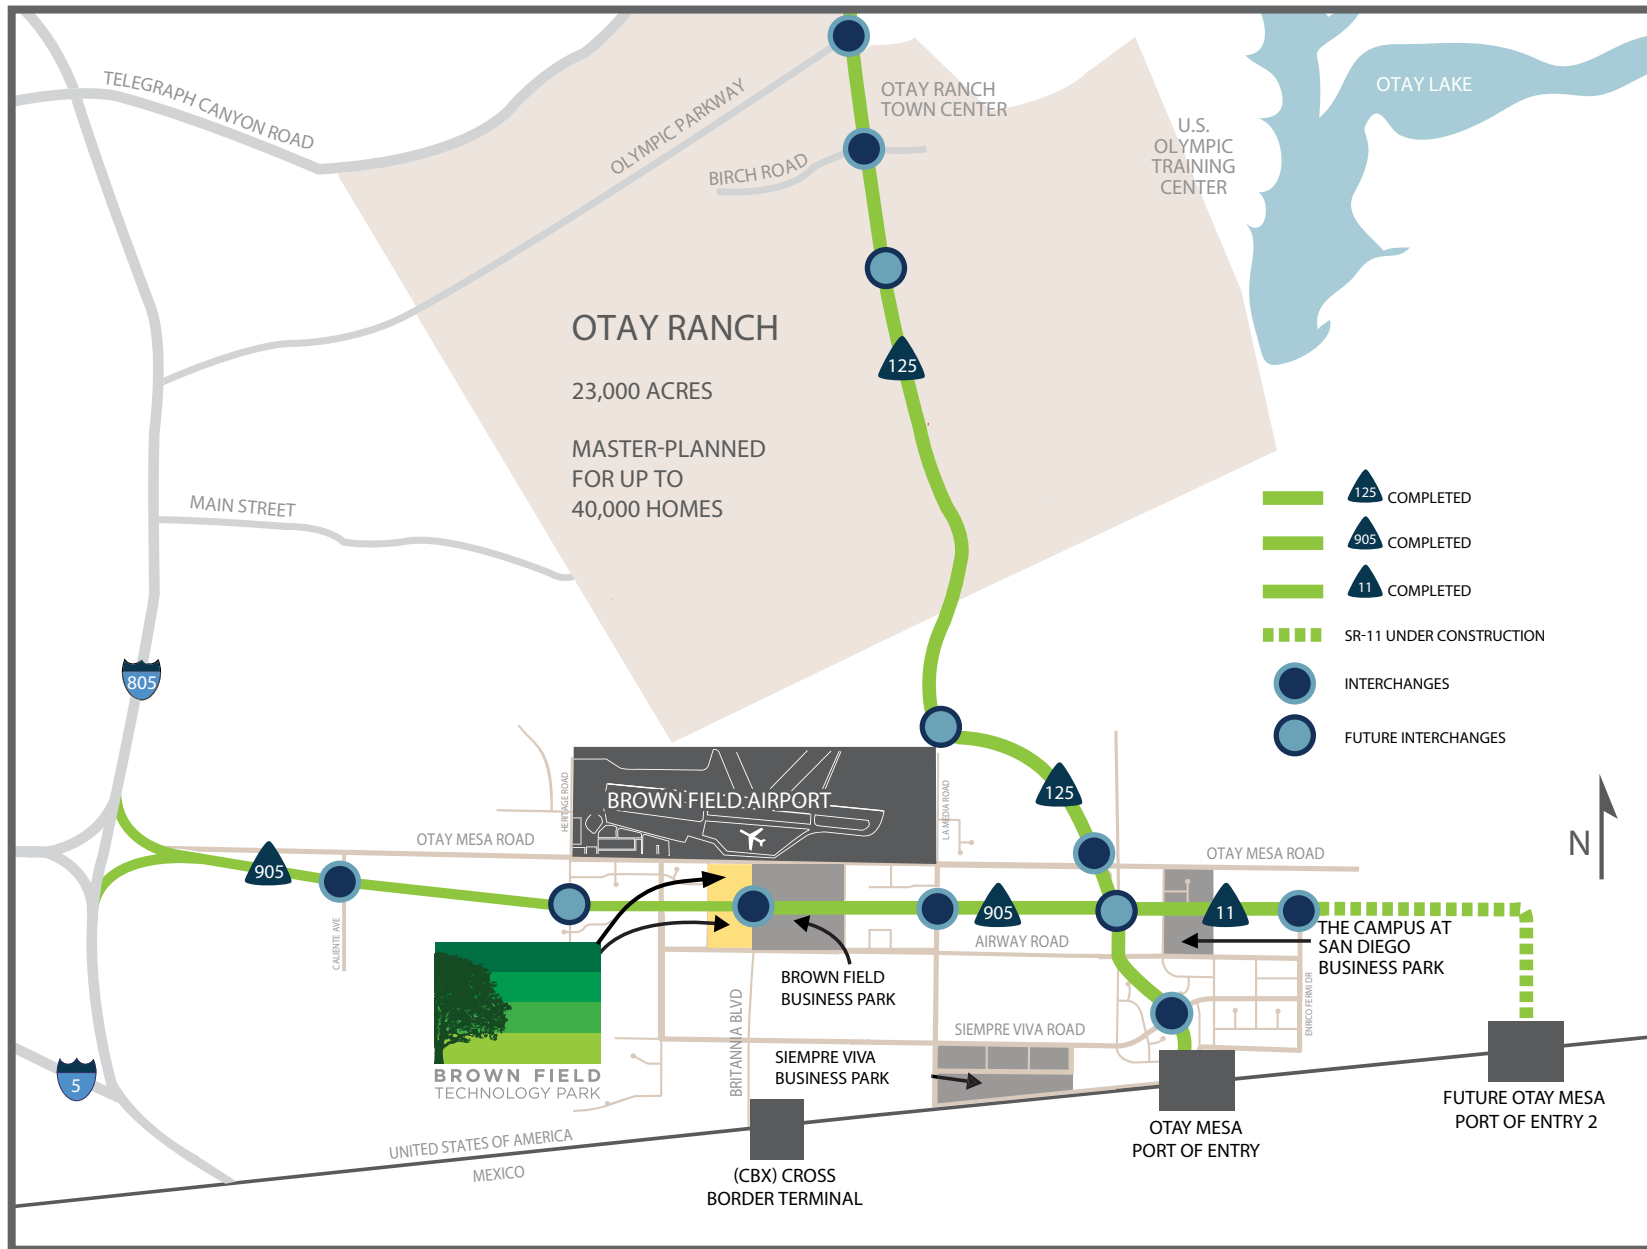 TELEGRAPH CANYON ROAD
OLYMPIC PARKWAY
BIRCH ROAD
OTAY RANCH
TOWN CENTER
U.S.
OLYMPIC
TRAINING
CENTER
OTAY LAKE
OTAY RANCH
23,000 ACRES
MASTER-PLANNED
FOR UP TO
40,000 HOMES
125
MAIN STREET
125 COMPLETED
905 COMPLETED
11 COMPLETED
SR-11 UNDER CONSTRUCTION
INTERCHANGES
FUTURE INTERCHANGES
805
HERITAGE ROAD
BROWN FIELD AIRPORT
LA MEDIA ROAD
125
N
OTAY MESA ROAD
OTAY MESA ROAD
905
CALIENTE AVE
905
11
AIRWAY ROAD
THE CAMPUS AT
SAN DIEGO
BUSINESS PARK
BROWN FIELD
BUSINESS PARK
BRITANNIA BLVD
ENRICO FERMI DR
SIEMPRE VIVA ROAD
SIEMPRE VIVA
BUSINESS PARK
BROWN FIELD
TECHNOLOGY PARK
5
UNITED STATES OF AMERICA
MEXICO
(CBX) CROSS
BORDER TERMINAL
OTAY MESA
PORT OF ENTRY
FUTURE OTAY MESA
PORT OF ENTRY 2